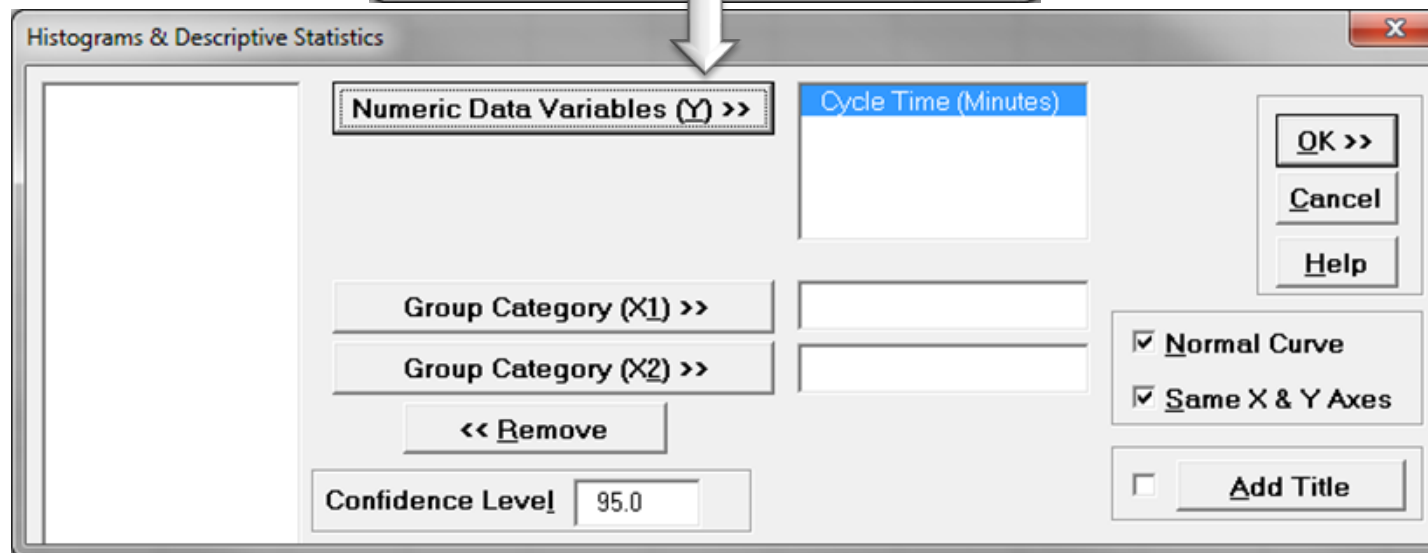 Histograms & Descriptive Statistics
Numeric Data Variables (Y) >>
Cycle Time (Minutes)
OK >>
Cancel
Help
Group Category (X1) >>
Group Category (X2) >>
Normal Curve
Same X & Y Axes
<< Remove
Confidence Level 95.0
Add Title